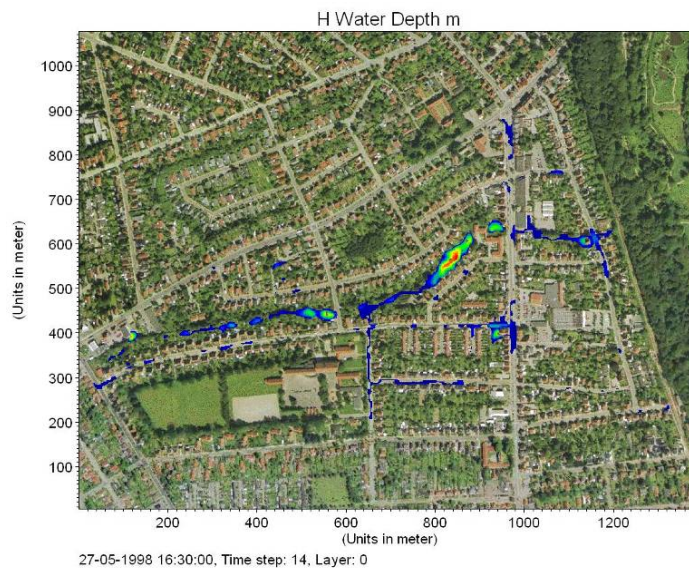 H Water Depth m
1000
900
800
700
600
500
400
300
200
100
(Units in meter)
200 400 600 800 1000 1200
(Units in meter)
27-05-1998 16:30:00, Time step: 14, Layer: 0